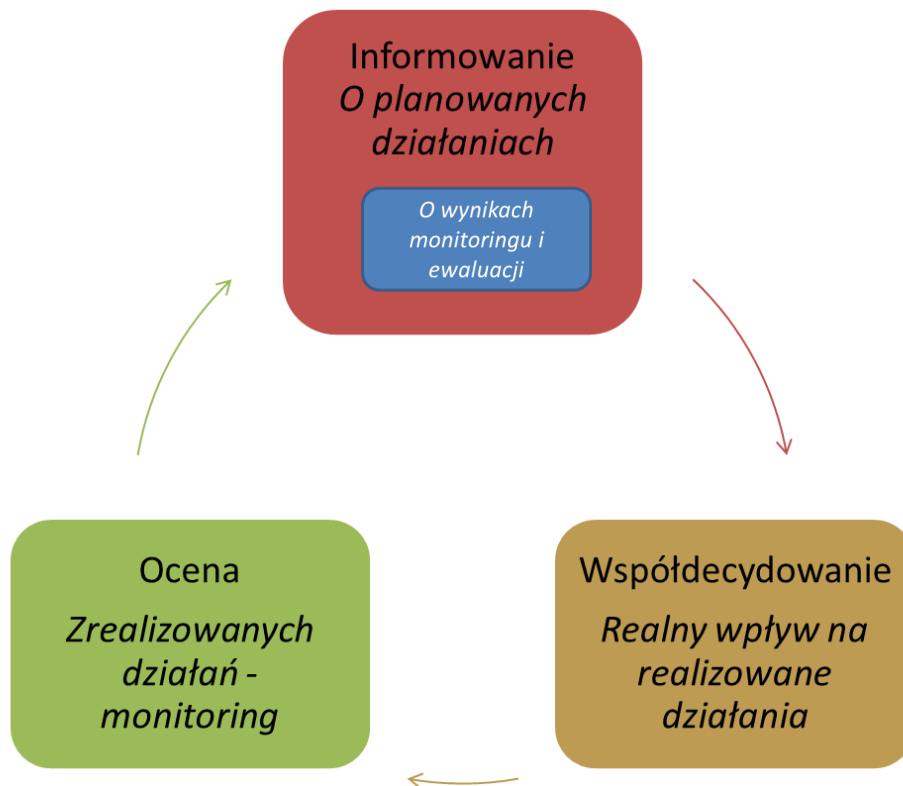 Informowanie
O planowanych
działaniach
O wynikach
monitoringu i
ewaluacji
Ocena
Zrealizowanych
działań -
monitoring
Współdecydowanie
Realny wpływ na
realizowane
działania